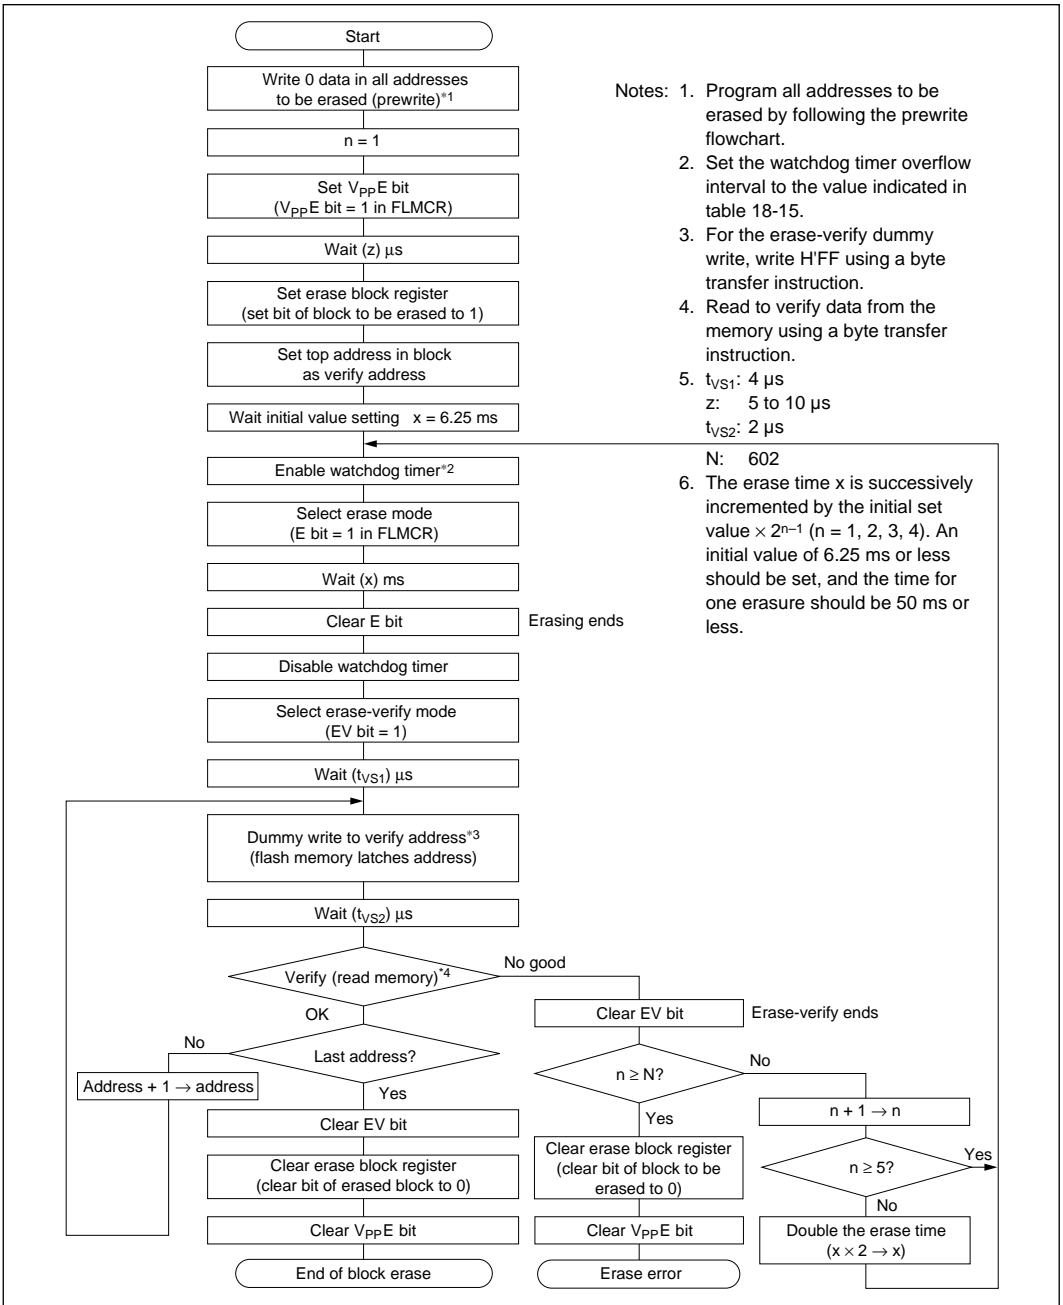 Start
Write 0 data in all addresses
to be erased (prewrite)*1
n = 1
Set VPPE bit
(VPPE bit = 1 in FLMCR)
Wait (z) μs
Set erase block register
(set bit of block to be erased to 1)
Set top address in block
as verify address
Wait initial value setting x = 6.25 ms
Enable watchdog timer*2
Select erase mode
(E bit = 1 in FLMCR)
Wait (x) ms
Clear E bit
Erasing ends
Disable watchdog timer
Select erase-verify mode
(EV bit = 1)
Wait (tVS1) μs
Dummy write to verify address*3
(flash memory latches address)
Wait (tVS2) μs
Verify (read memory)*4
No good
OK
Last address?
No
Address + 1 → address
Yes
Clear EV bit
Clear erase block register
(clear bit of erased block to 0)
Clear VPPE bit
End of block erase
Clear EV bit
Erase-verify ends
n ≥ N?
No
Yes
Clear erase block register
(clear bit of block to be
erased to 0)
Clear VPPE bit
Erase error
n + 1 → n
n ≥ 5?
Yes
No
Double the erase time
(x × 2 → x)
Notes: 1. Program all addresses to be
erased by following the prewrite
flowchart.
2. Set the watchdog timer overflow
interval to the value indicated in
table 18-15.
3. For the erase-verify dummy
write, write H'FF using a byte
transfer instruction.
4. Read to verify data from the
memory using a byte transfer
instruction.
5. tVS1: 4 μs
z: 5 to 10 μs
tVS2: 2 μs
N: 602
6. The erase time x is successively
incremented by the initial set
value × 2ⁿ⁻¹ (n = 1, 2, 3, 4). An
initial value of 6.25 ms or less
should be set, and the time for
one erasure should be 50 ms or
less.